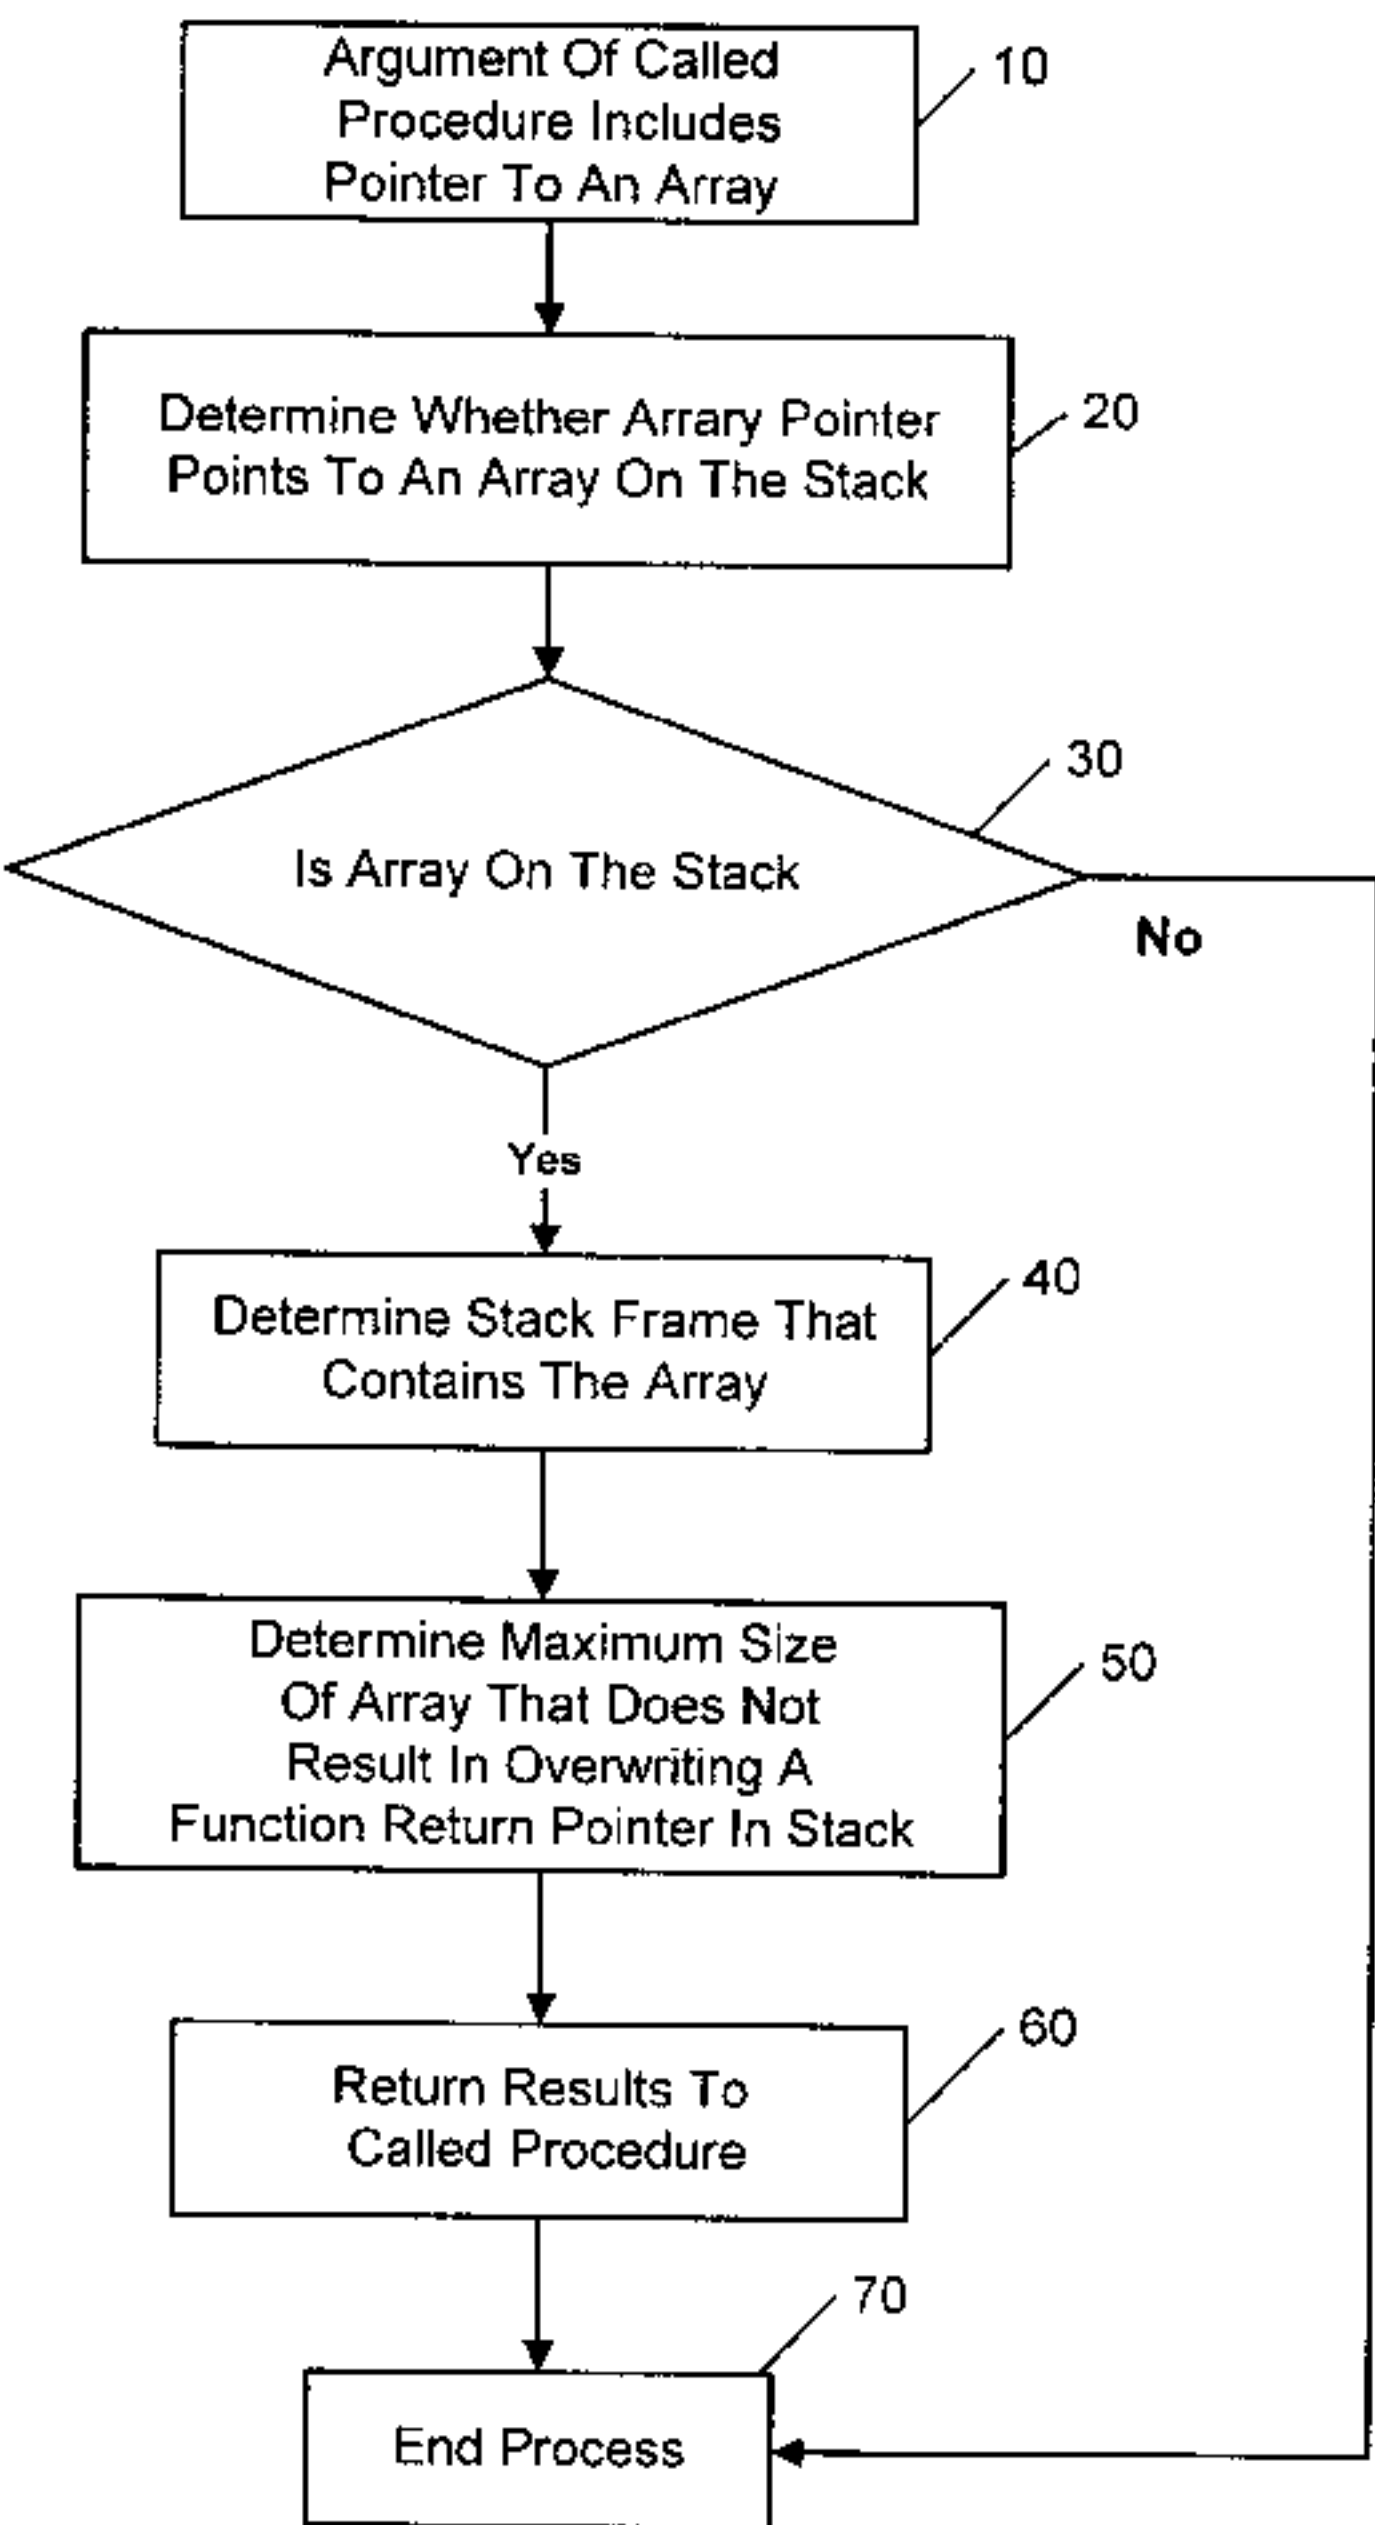 Argument Of Called
Procedure Includes
Pointer To An Array
10
Determine Whether Arrary Pointer
Points To An Array On The Stack
20
30
Is Array On The Stack
No
Yes
Determine Stack Frame That
Contains The Array
40
Determine Maximum Size
Of Array That Does Not
Result In Overwriting A
Function Return Pointer In Stack
50
Return Results To
Called Procedure
60
70
End Process